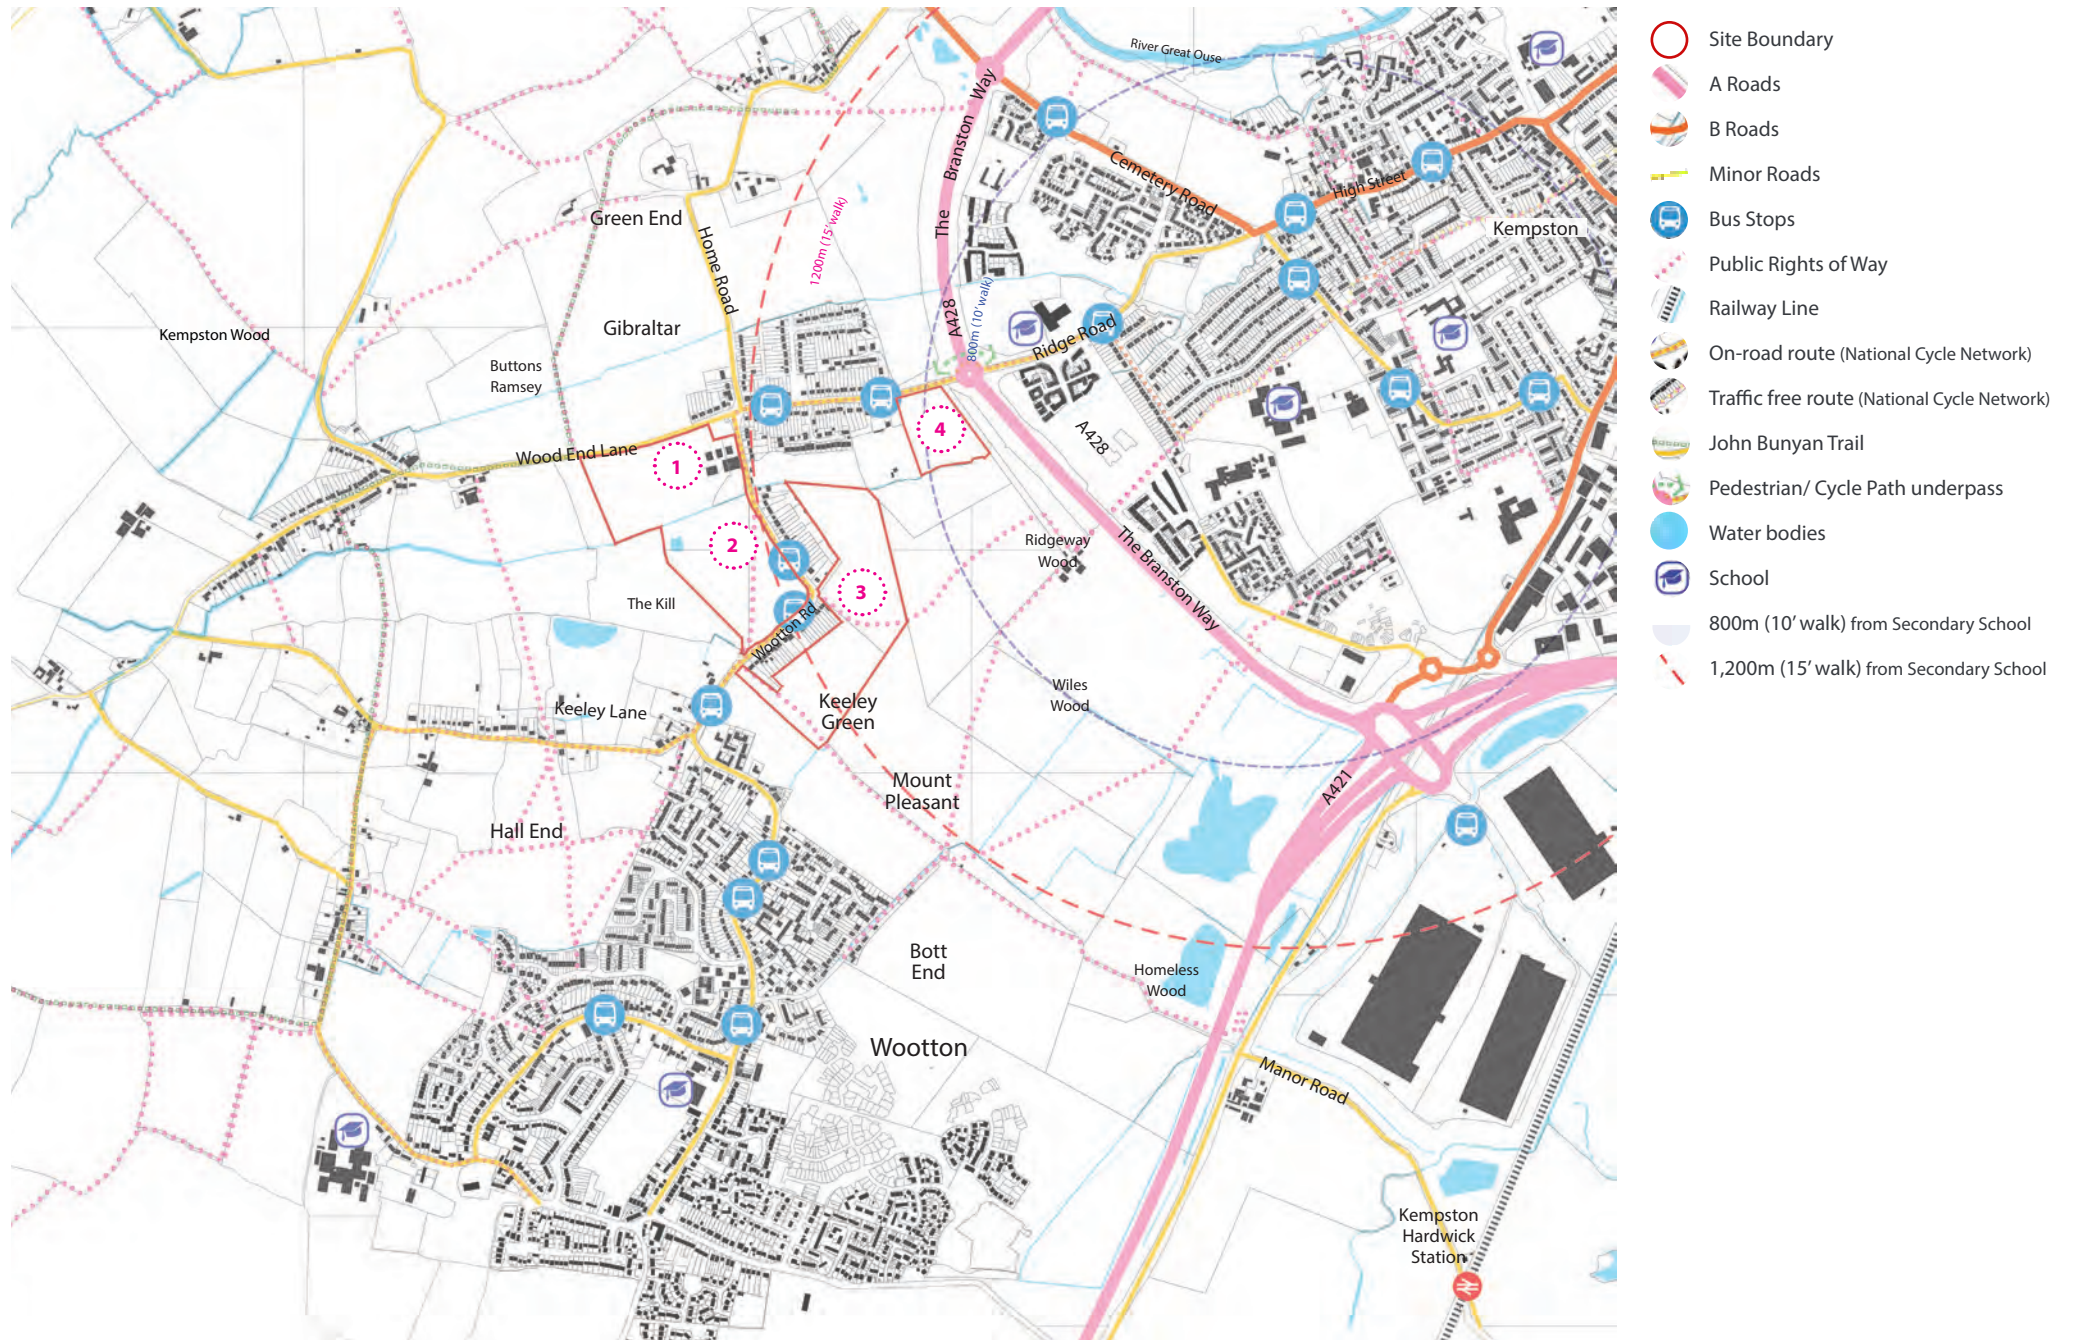 River Great Ouse
The Branston Way
Cemetery Road
High Street
Kempston
Green End
Home Road
1200m (15' walk)
A428
800m (10' walk)
Gibraltar
Kempston Wood
Buttons
Ramsey
Ridge Road
A428
Wood End Lane
1
2
3
4
Ridgeway
Wood
The Branston Way
The Kill
Wootton Rd
Keeley Lane
Keeley
Green
Wiles
Wood
Mount
Pleasant
A421
Hall End
Bott
End
Homeless
Wood
Wootton
Manor Road
Kempston
Hardwick
Station
Site Boundary
A Roads
B Roads
Minor Roads
Bus Stops
Public Rights of Way
Railway Line
On-road route (National Cycle Network)
Traffic free route (National Cycle Network)
John Bunyan Trail
Pedestrian/ Cycle Path underpass
Water bodies
School
800m (10' walk) from Secondary School
1,200m (15' walk) from Secondary School